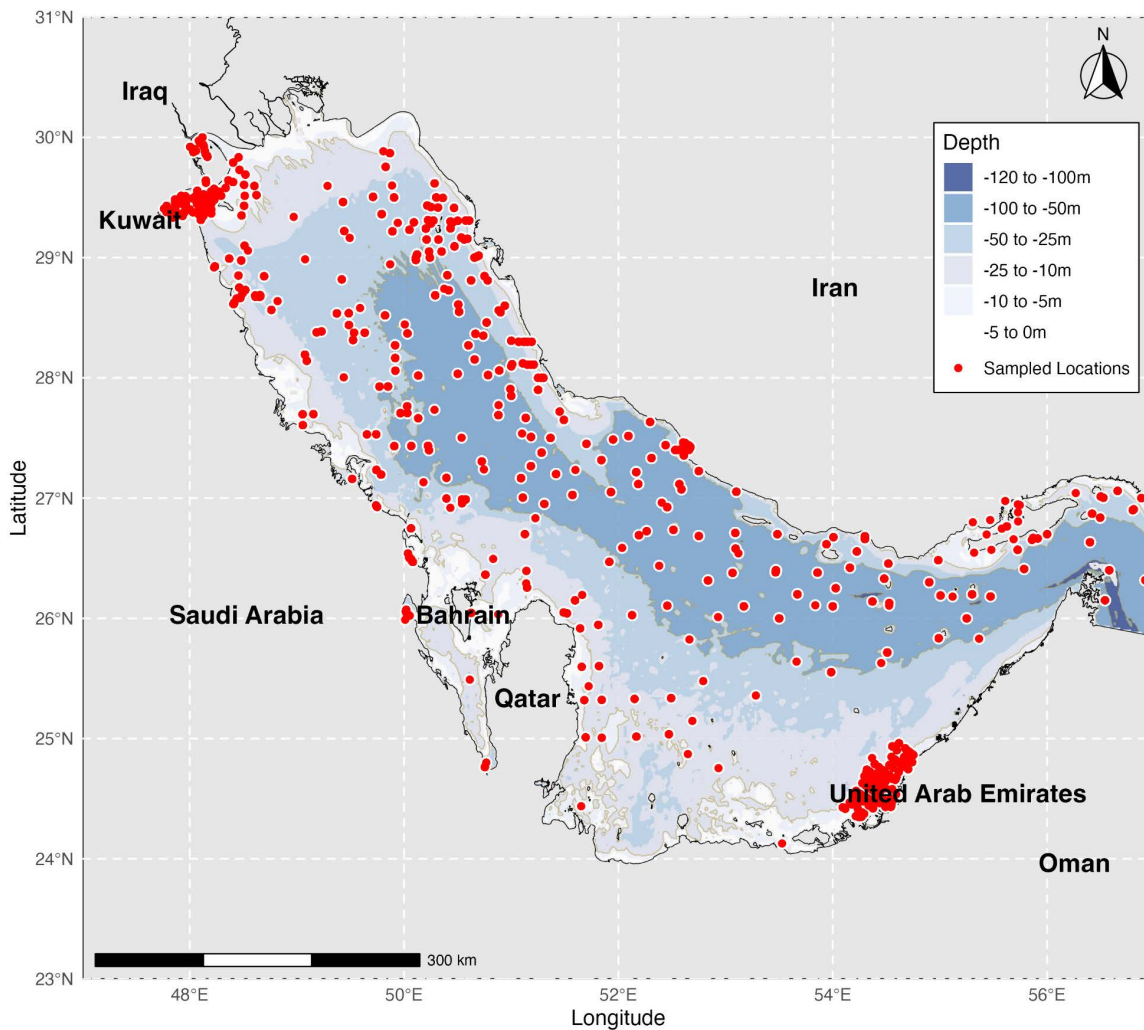 31°N
30°N
29°N
28°N
27°N
26°N
25°N
24°N
23°N
Latitude
Iraq
Kuwait
Iran
Saudi Arabia
Bahrain
Qatar
United Arab Emirates
Oman
N
Depth
-120 to -100m
-100 to -50m
-50 to -25m
-25 to -10m
-10 to -5m
-5 to 0m
Sampled Locations
300 km
48°E
50°E
52°E
54°E
56°E
Longitude